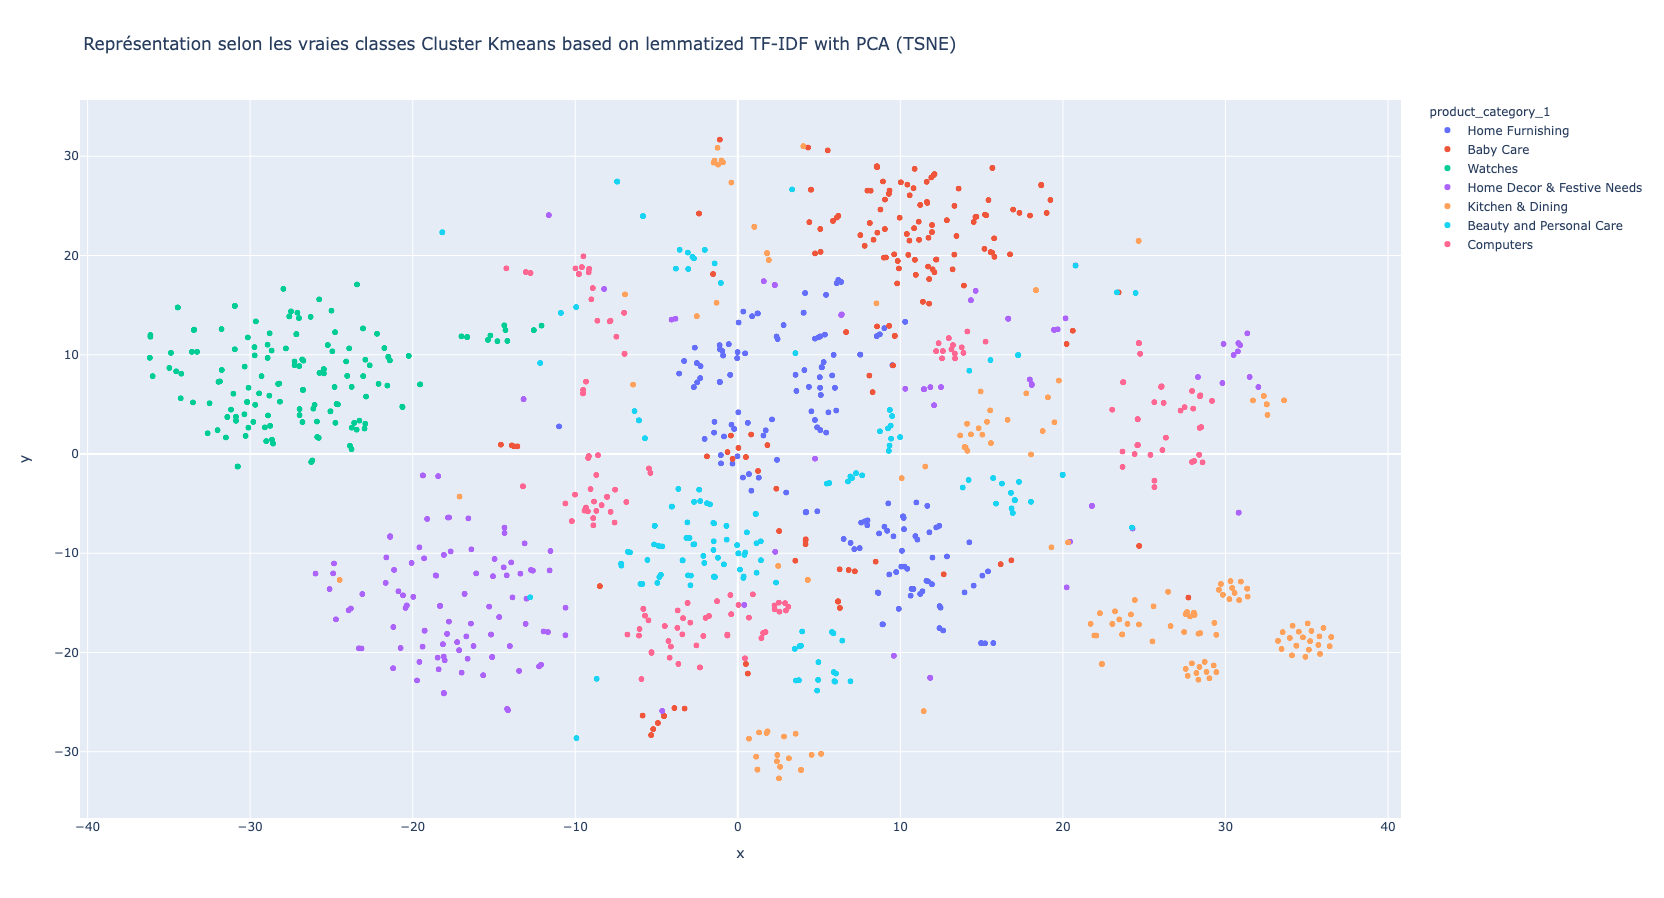 Représentation selon les vraies classes Cluster Kmeans based on lemmatized TF-IDF with PCA (TSNE)
product_category_1
Home Furnishing
Baby Care
Watches
Home Decor & Festive Needs
Kitchen & Dining
Beauty and Personal Care
Computers
30
20
10
0
−10
−20
−30
y
−40 −30 −20 −10 0 10 20 30 40
x